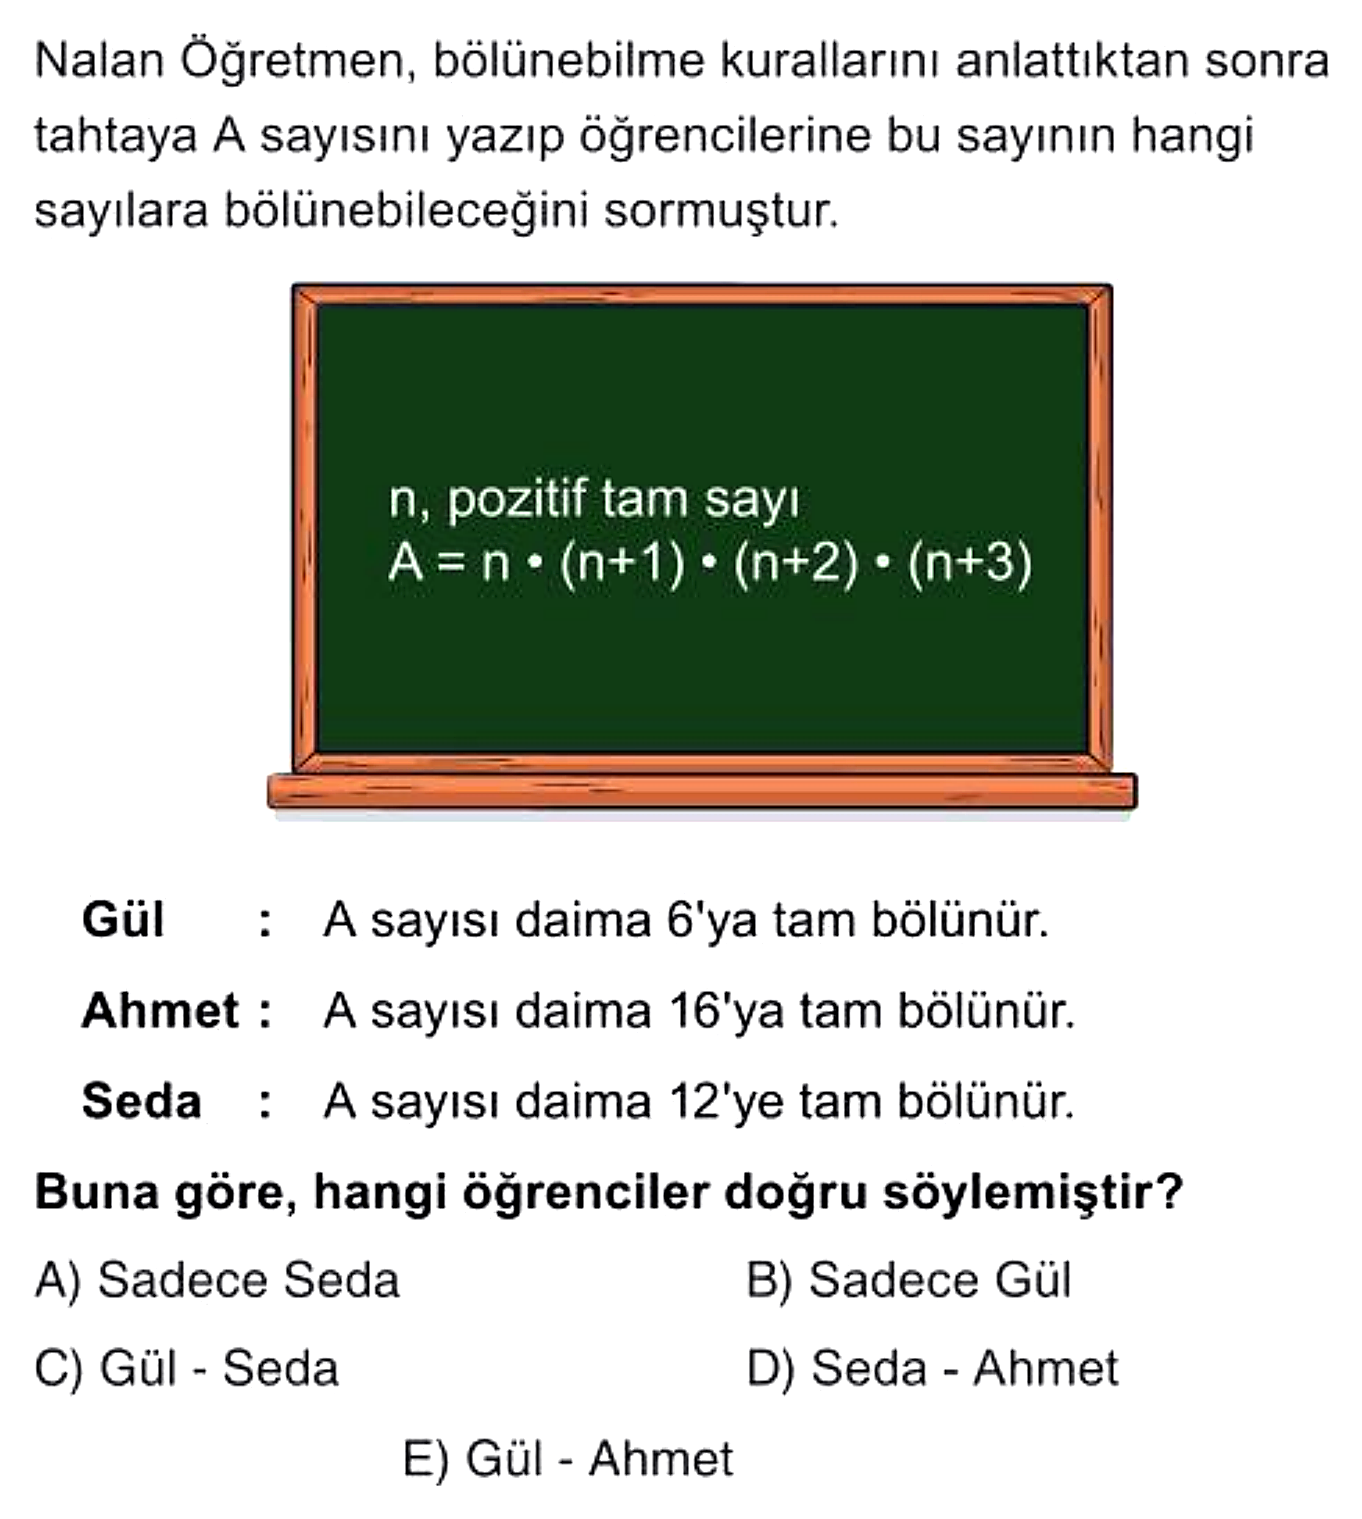 Nalan Öğretmen, bölünebilme kurallarını anlattıktan sonra
tahtaya A sayısını yazıp öğrencilerine bu sayının hangi
sayılara bölünebileceğini sormuştur.
n, pozitif tam sayı
A = n • (n+1) • (n+2) • (n+3)
Gül : A sayısı daima 6'ya tam bölünür.
Ahmet : A sayısı daima 16'ya tam bölünür.
Seda : A sayısı daima 12'ye tam bölünür.
Buna göre, hangi öğrenciler doğru söylemiştir?
A) Sadece Seda B) Sadece Gül
C) Gül - Seda D) Seda - Ahmet
E) Gül - Ahmet